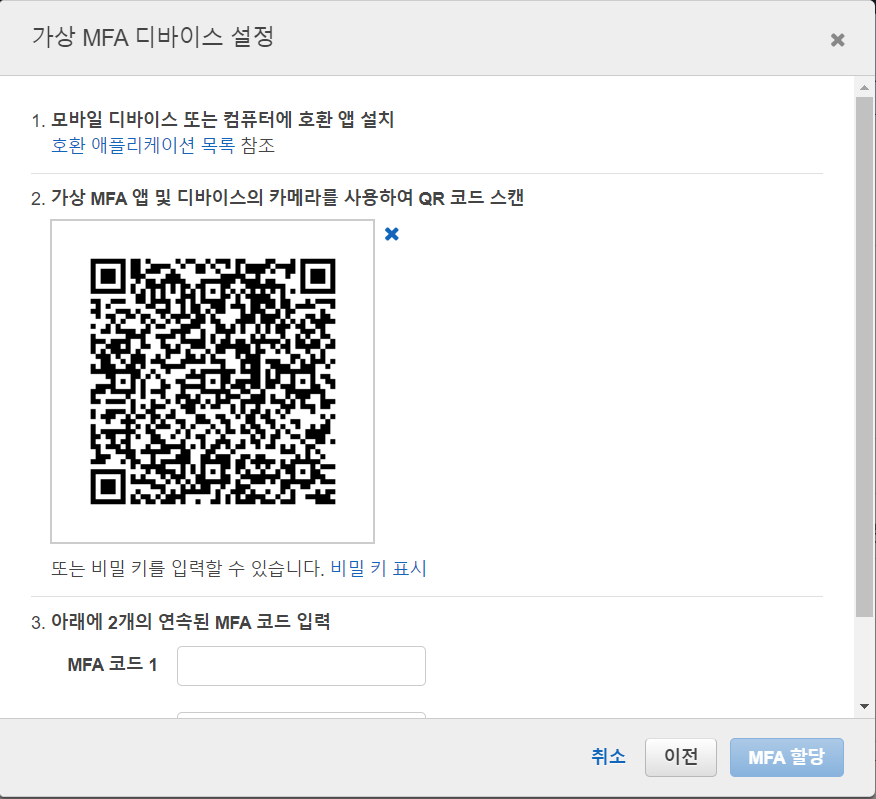 가상 MFA 디바이스 설정
1. 모바일 디바이스 또는 컴퓨터에 호환 앱 설치
호환 애플리케이션 목록 참조
2. 가상 MFA 앱 및 디바이스의 카메라를 사용하여 QR 코드 스캔
또는 비밀 키를 입력할 수 있습니다. 비밀 키 표시
3. 아래에 2개의 연속된 MFA 코드 입력
MFA 코드 1
취소 이전 MFA 할당